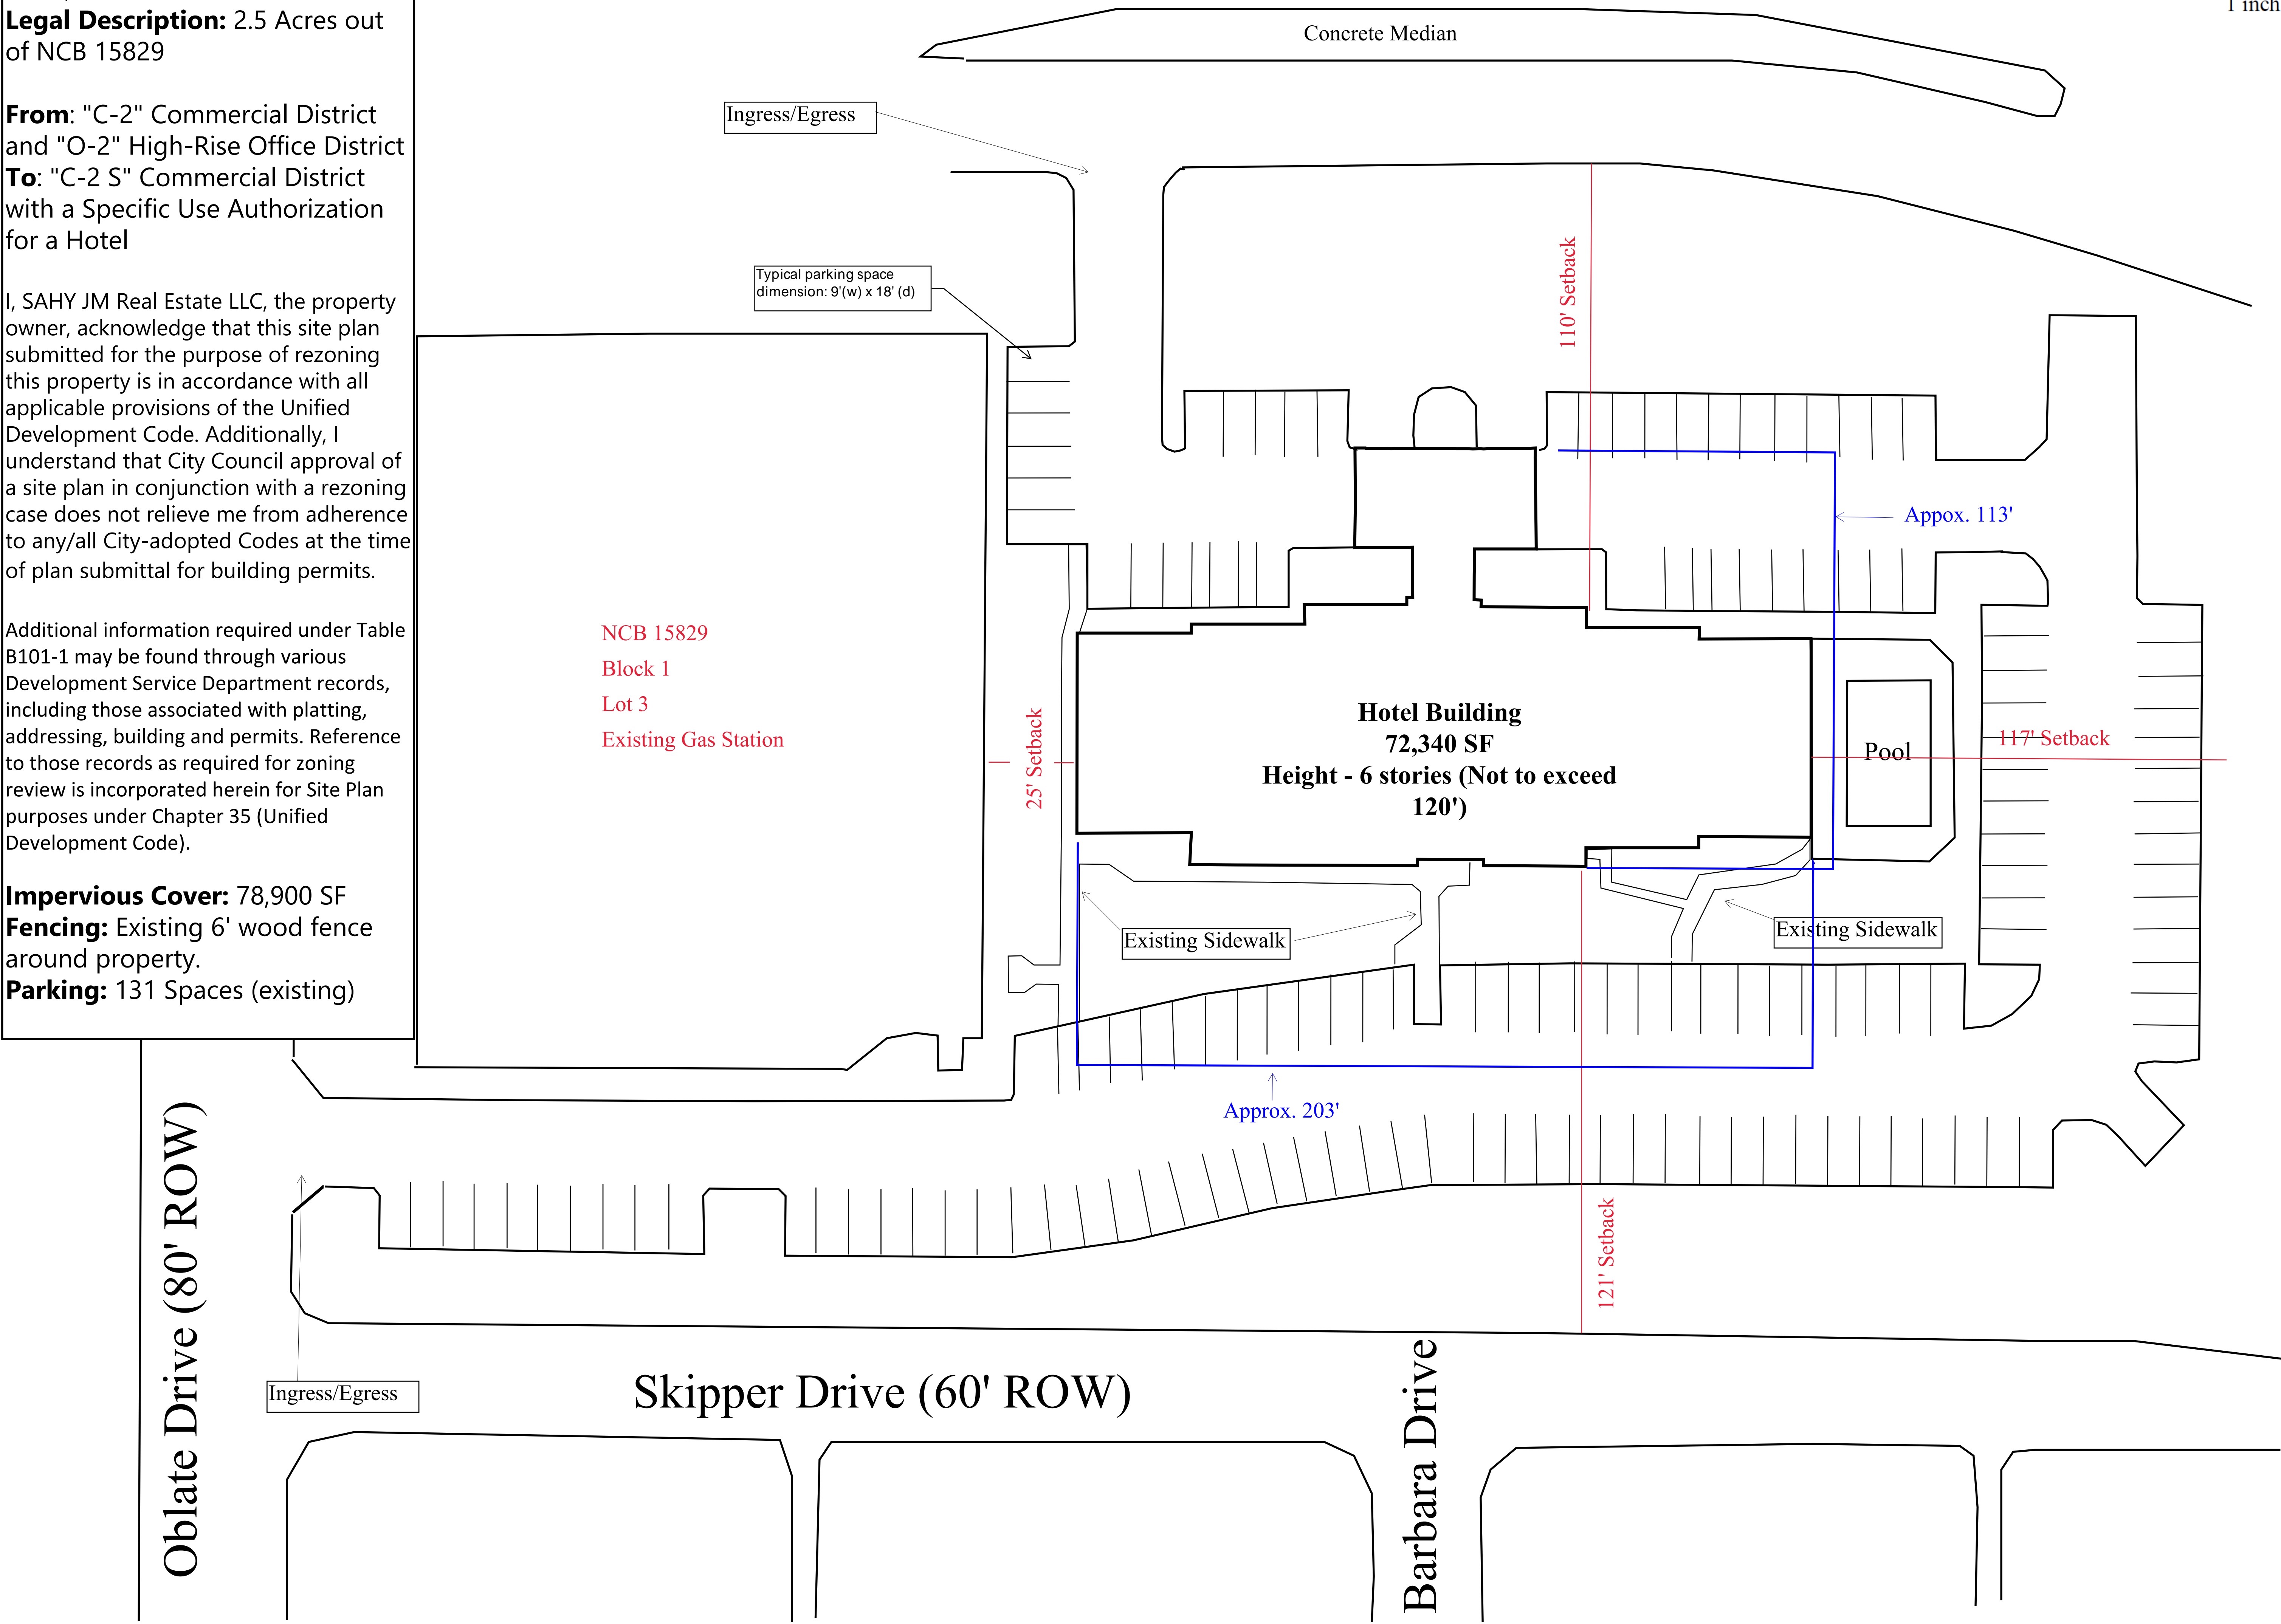 Legal Description: 2.5 Acres out
of NCB 15829
From: "C-2" Commercial District
and "O-2" High-Rise Office District
To: "C-2 S" Commercial District
with a Specific Use Authorization
for a Hotel
I, SAHY JM Real Estate LLC, the property
owner, acknowledge that this site plan
submitted for the purpose of rezoning
this property is in accordance with all
applicable provisions of the Unified
Development Code. Additionally, I
understand that City Council approval of
a site plan in conjunction with a rezoning
case does not relieve me from adherence
to any/all City-adopted Codes at the time
of plan submittal for building permits.
Additional information required under Table
B101-1 may be found through various
Development Service Department records,
including those associated with platting,
addressing, building and permits. Reference
to those records as required for zoning
review is incorporated herein for Site Plan
purposes under Chapter 35 (Unified
Development Code).
Impervious Cover: 78,900 SF
Fencing: Existing 6' wood fence
around property.
Parking: 131 Spaces (existing)
1 inch
Concrete Median
Ingress/Egress
Typical parking space
dimension: 9'(w) x 18' (d)
110' Setback
Appox. 113'
NCB 15829
Block 1
Lot 3
Existing Gas Station
25' Setback
Hotel Building
72,340 SF
Height - 6 stories (Not to exceed
120')
Pool
117' Setback
Existing Sidewalk
Existing Sidewalk
Approx. 203'
121' Setback
Oblate Drive (80' ROW)
Ingress/Egress
Skipper Drive (60' ROW)
Barbara Drive